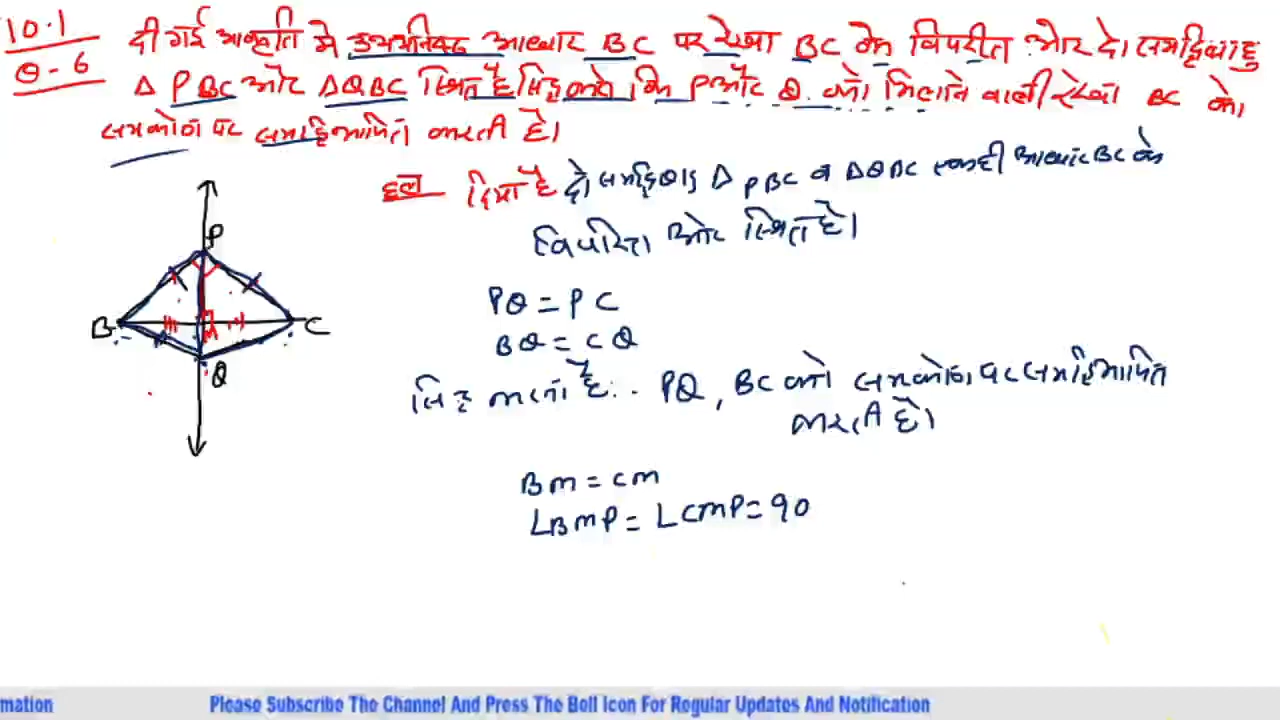 10.1
Q-6
दी गई आकृति में उभयनिष्ठ आधार BC पर रेखा BC के विपरीत ओर दो समद्विबाहु
Δ PBC और ΔQBC स्थित है सिद्ध करो कि P और Q को मिलाने वाली रेखा BC को
समकोण पर समद्विभाजित करती है।
हल दिया है दो समद्विबाहु Δ PBC व ΔQBC एक ही आधार BC के
विपरित ओर स्थित है।
P
B
C
M
Q
PQ = PC
BQ = CQ
सिद्ध करना है:. PQ, BC को समकोण पर समद्विभाजित
करती है।
BM = CM
∠BMP = ∠CMP = 90
mation
Please Subscribe The Channel And Press The Bell Icon For Regular Updates And Notification